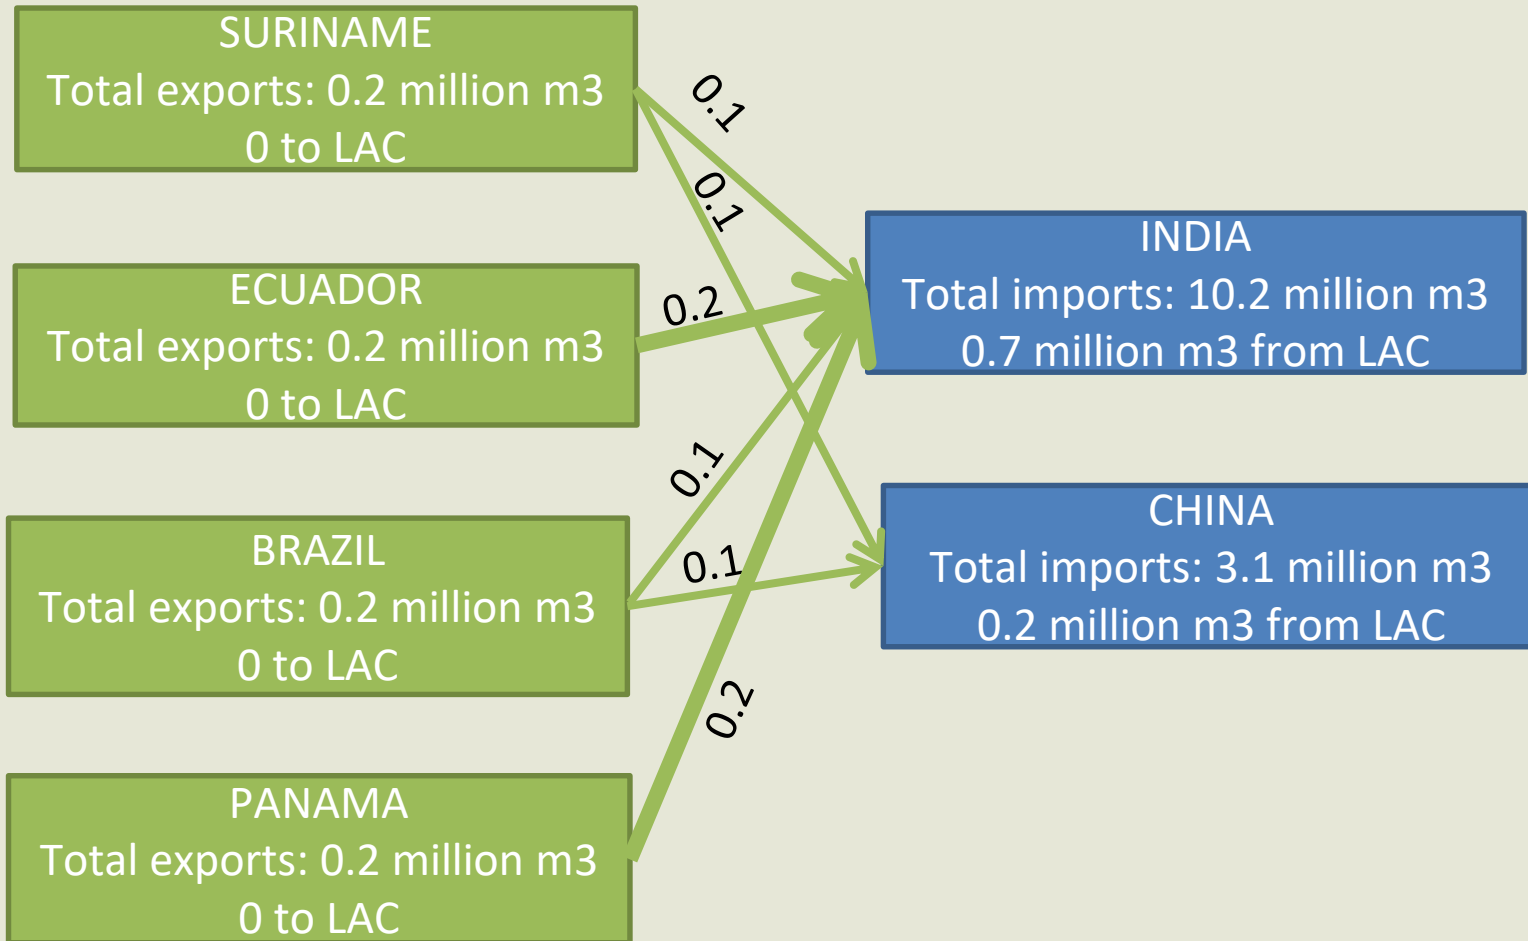 SURINAME
Total exports: 0.2 million m3
0 to LAC
ECUADOR
Total exports: 0.2 million m3
0 to LAC
BRAZIL
Total exports: 0.2 million m3
0 to LAC
PANAMA
Total exports: 0.2 million m3
0 to LAC
0.1
0.1
0.2
0.1
0.1
0.2
INDIA
Total imports: 10.2 million m3
0.7 million m3 from LAC
CHINA
Total imports: 3.1 million m3
0.2 million m3 from LAC